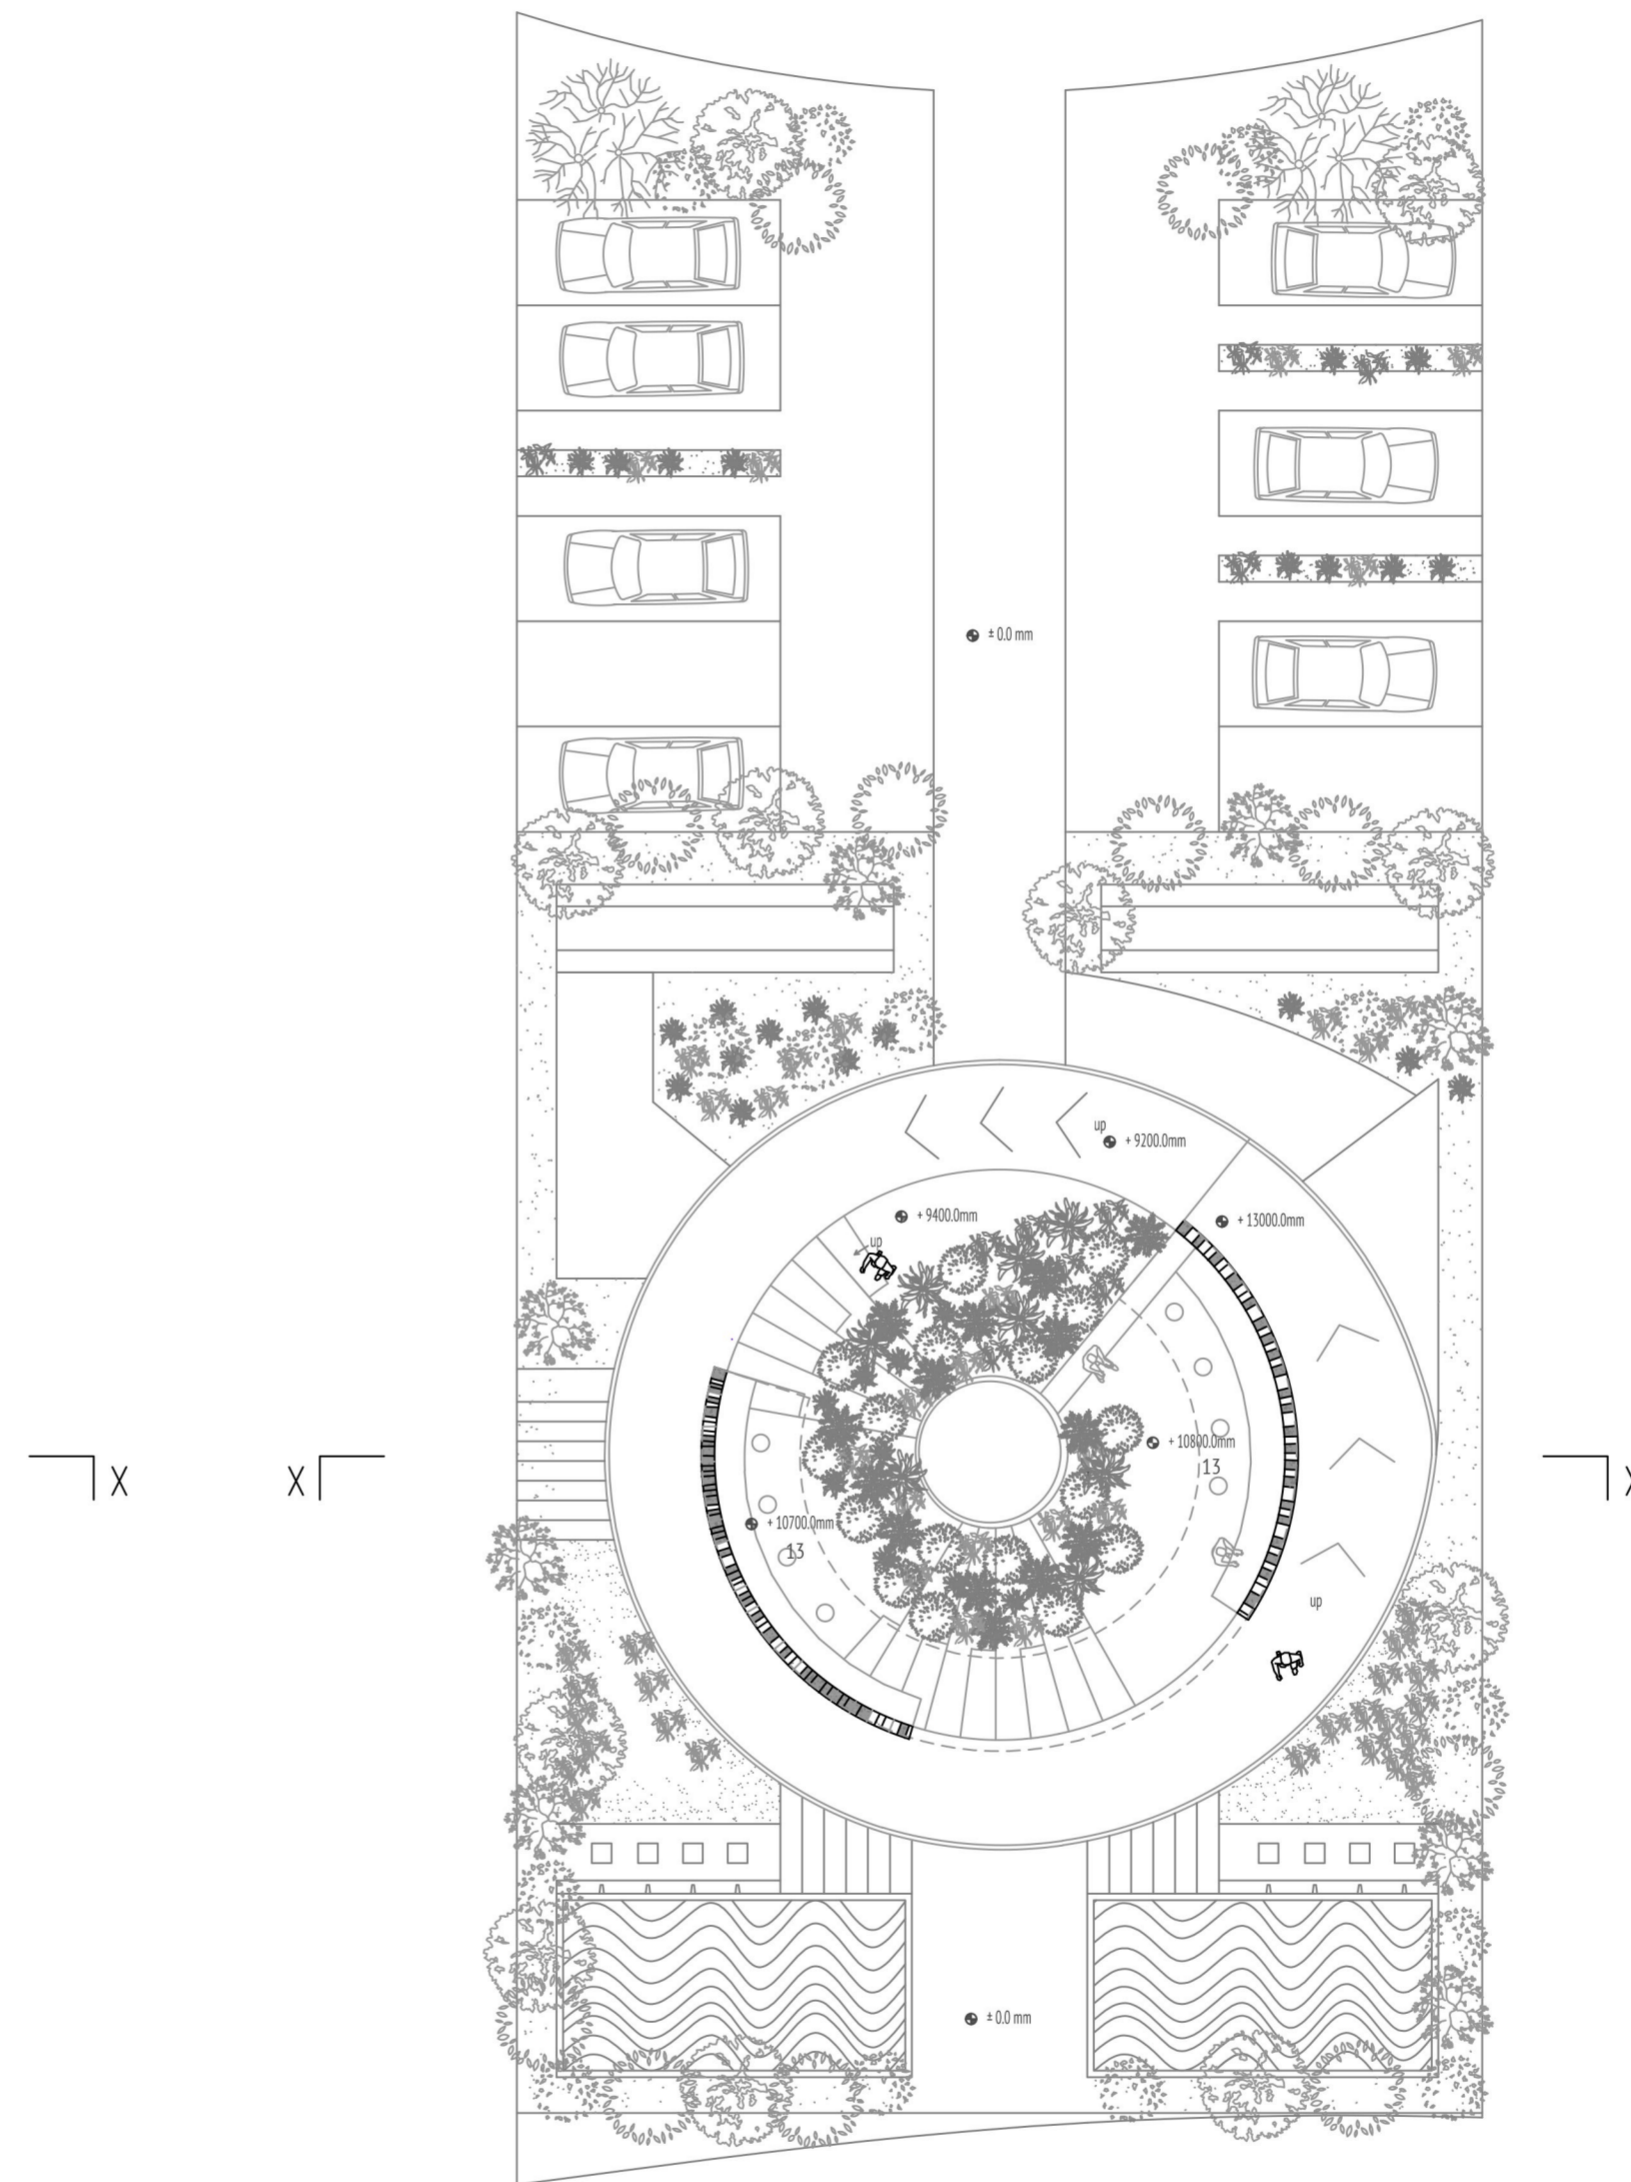 ± 0.0 mm
up
+ 9200.0mm
+ 9400.0mm
+ 13000.0mm
up
+ 10800.0mm
13
X
X
X
+ 10700.0mm
13
up
± 0.0 mm